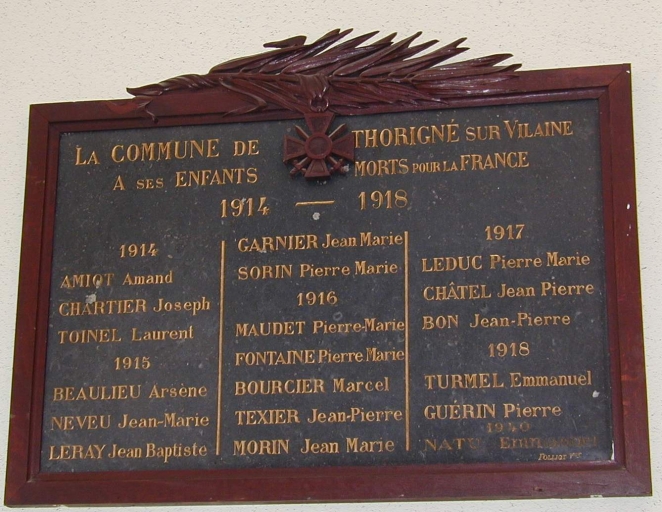 LA COMMUNE DE THORIGNÉ SUR VILAINE
A SES ENFANTS MORTS POUR LA FRANCE
1914 — 1918
1914
AMIOT Amand
CHARTIER Joseph
TOINEL Laurent
1915
BEAULIEU Arsène
NEVEU Jean-Marie
LERAY Jean Baptiste
GARNIER Jean Marie
SORIN Pierre Marie
1916
MAUDET Pierre-Marie
FONTAINE Pierre Marie
BOURCIER Marcel
TEXIER Jean-Pierre
MORIN Jean Marie
1917
LEDUC Pierre Marie
CHÂTEL Jean Pierre
BON Jean-Pierre
1918
TURMEL Emmanuel
GUÉRIN Pierre
1940